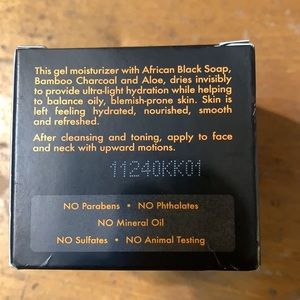 This gel moisturizer with African Black Soap,
Bamboo Charcoal and Aloe, dries invisibly
to provide ultra-light hydration while helping
to balance oily, blemish-prone skin. Skin is
left feeling hydrated, nourished, smooth
and refreshed.
After cleansing and toning, apply to face
and neck with upward motions.
11240KK01
NO Parabens • NO Phthalates
NO Mineral Oil
NO Sulfates • NO Animal Testing